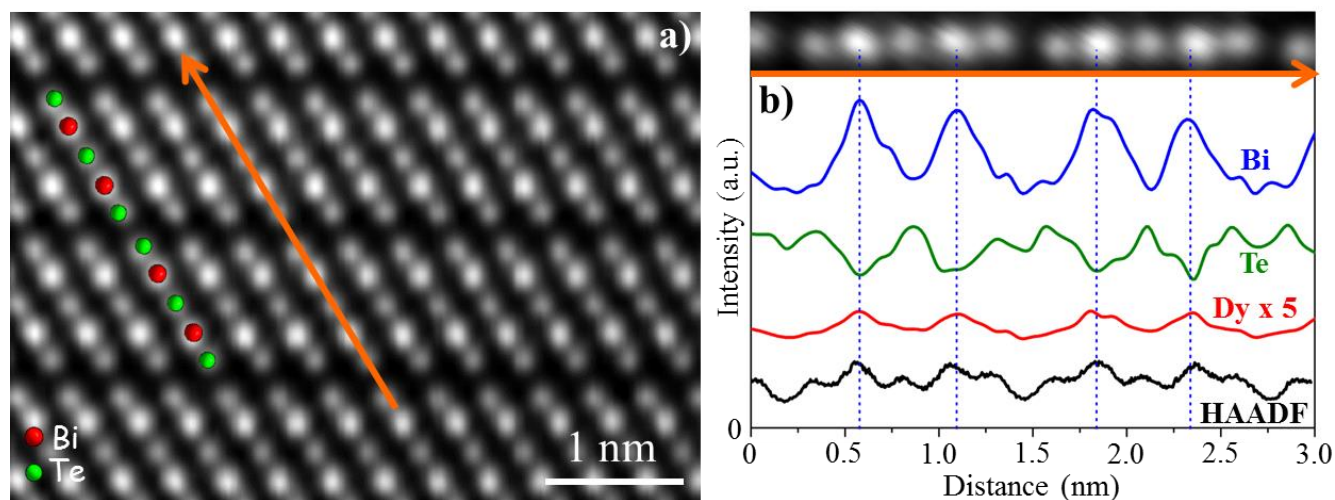 a)
Bi
Te
1 nm
b)
Intensity (a.u.)
Bi
Te
Dy x 5
HAADF
0
0 0.5 1.0 1.5 2.0 2.5 3.0
Distance (nm)